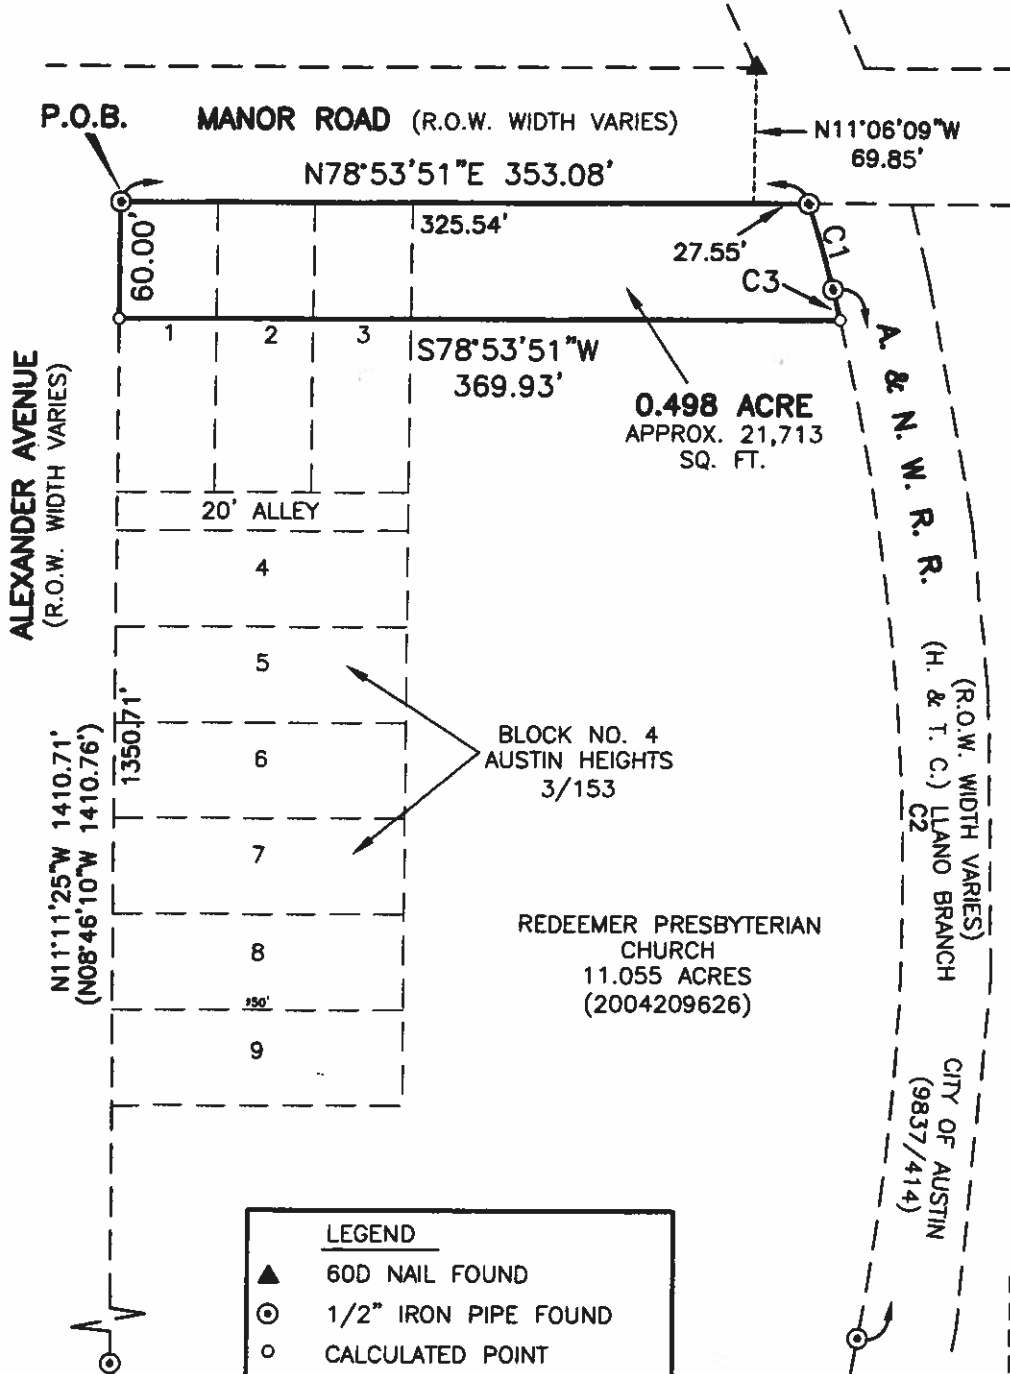 P.O.B.
MANOR ROAD (R.O.W. WIDTH VARIES)
N11°06'09"W
69.85'
N78°53'51"E 353.08'
325.54'
27.55'
60.00'
C1
C3
1
2
3
S78°53'51"W
369.93'
0.498 ACRE
APPROX. 21,713
SQ. FT.
ALEXANDER AVENUE
(R.O.W. WIDTH VARIES)
A. & N. W. R. R.
(H. & T. C.) LLANO BRANCH
(R.O.W. WIDTH VARIES)
C2
20' ALLEY
4
5
6
7
8
150'
9
1350.71'
N11°11'25"W 1410.71'
(N08°46'10"W 1410.76')
BLOCK NO. 4
AUSTIN HEIGHTS
3/153
REDEEMER PRESBYTERIAN
CHURCH
11.055 ACRES
(2004209626)
CITY OF AUSTIN
(9837/414)
LEGEND
60D NAIL FOUND
1/2" IRON PIPE FOUND
CALCULATED POINT